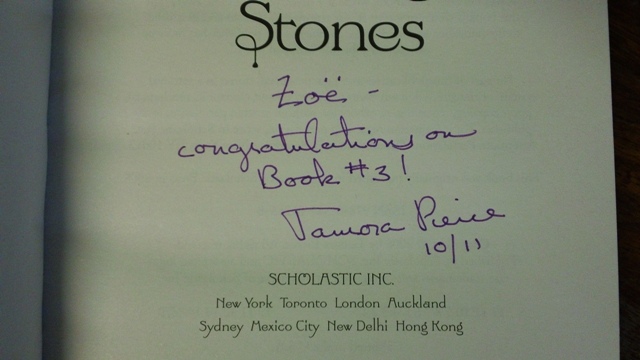 Stones
Zoë -
congratulations on
Book #3!
Tamora Pierce
10/11
SCHOLASTIC INC.
New York Toronto London Auckland
Sydney Mexico City New Delhi Hong Kong